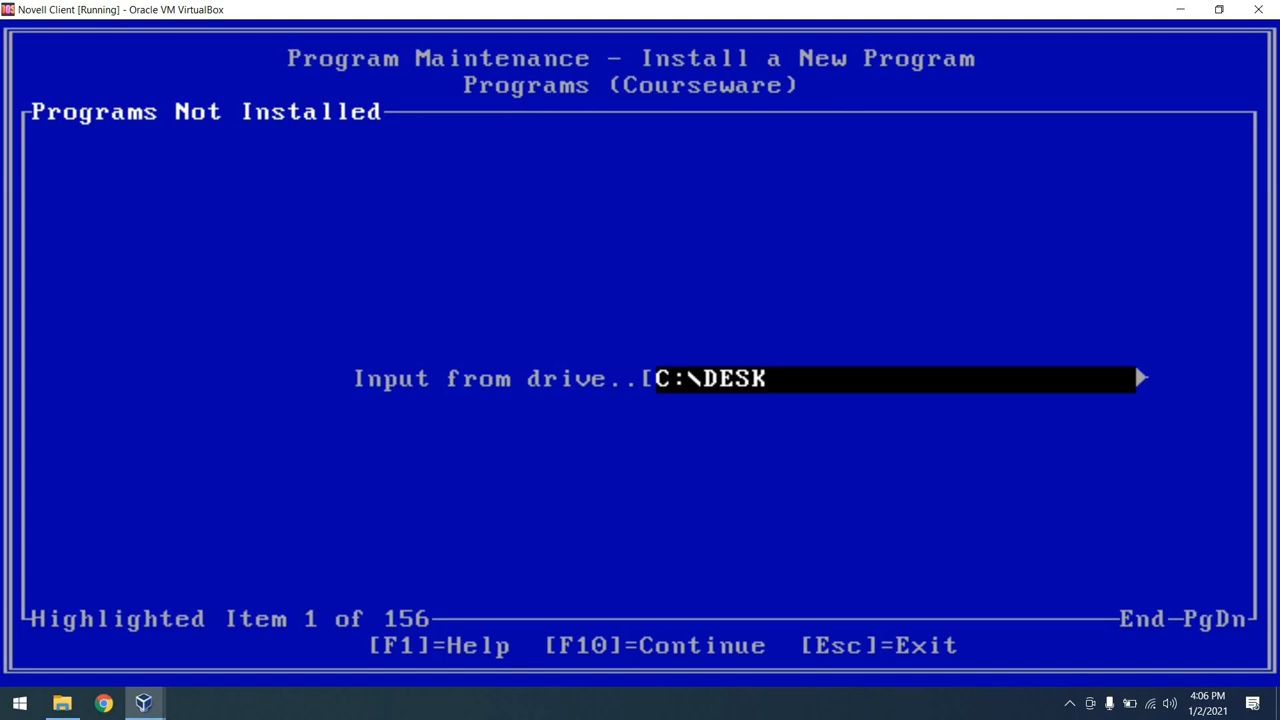 Novell Client [Running] - Oracle VM VirtualBox
Program Maintenance - Install a New Program
Programs (Courseware)
Programs Not Installed
Input from drive..[C:\DESK
Highlighted Item 1 of 156
End-PgDn
[F1]=Help [F10]=Continue [Esc]=Exit
4:06 PM
1/2/2021